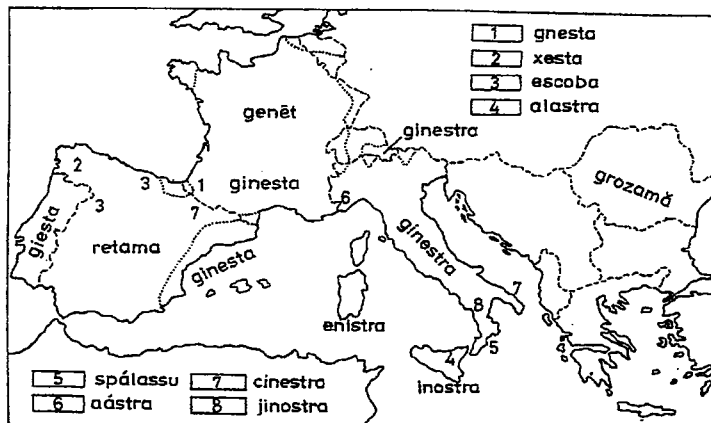 1 gnesta
2 xesta
3 escoba
4 alastra
genēt
ginestra
ginesta
grozamă
2
3
1
3
7
6
giesta
retama
ginesta
ginestra
enistra
7
8
5
4
inostra
5 spálassu
7 cinestra
6 aástra
8 jinostra